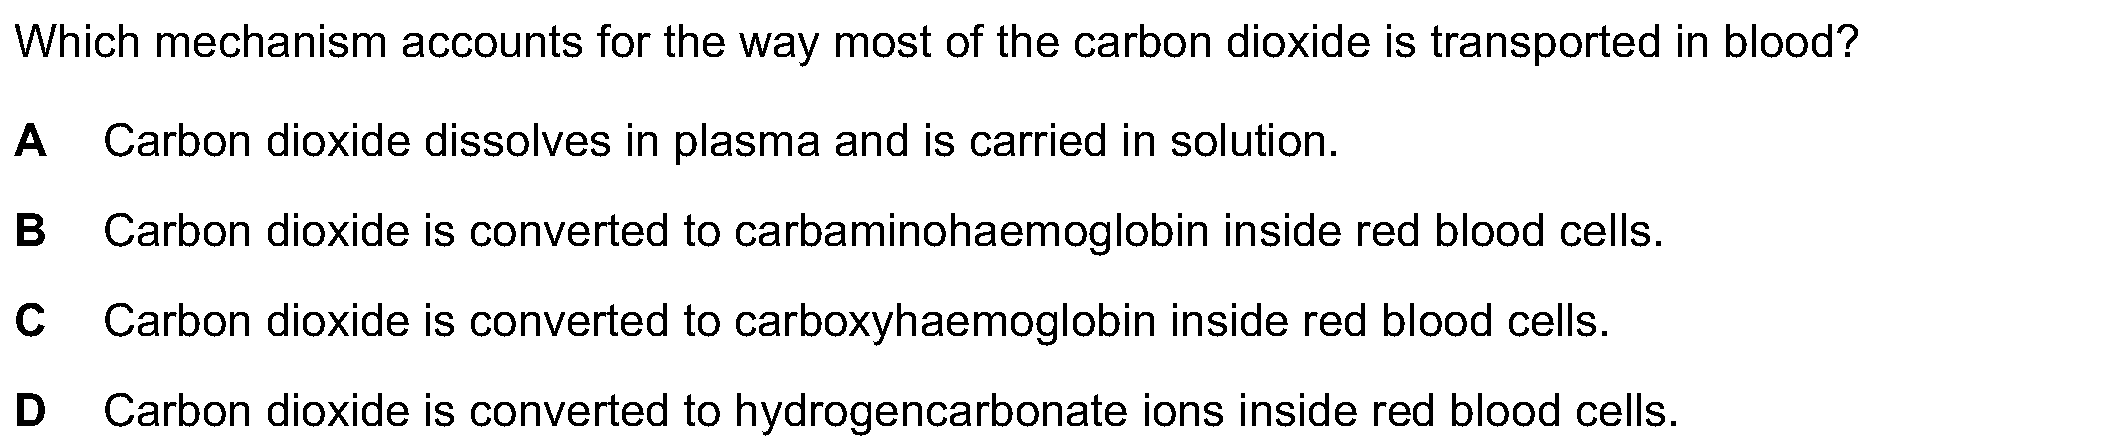 Which mechanism accounts for the way most of the carbon dioxide is transported in blood?
A Carbon dioxide dissolves in plasma and is carried in solution.
B Carbon dioxide is converted to carbaminohaemoglobin inside red blood cells.
C Carbon dioxide is converted to carboxyhaemoglobin inside red blood cells.
D Carbon dioxide is converted to hydrogencarbonate ions inside red blood cells.